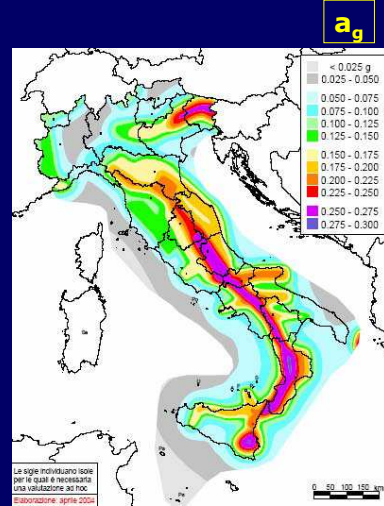 ag
< 0.025 g
0.025 - 0.050
0.050 - 0.075
0.075 - 0.100
0.100 - 0.125
0.125 - 0.150
0.150 - 0.175
0.175 - 0.200
0.200 - 0.225
0.225 - 0.250
0.250 - 0.275
0.275 - 0.300
Le sigle individuano isole
per le quali è necessaria
una valutazione ad hoc
Elaborazione: aprile 2004
0 50 100 150 km